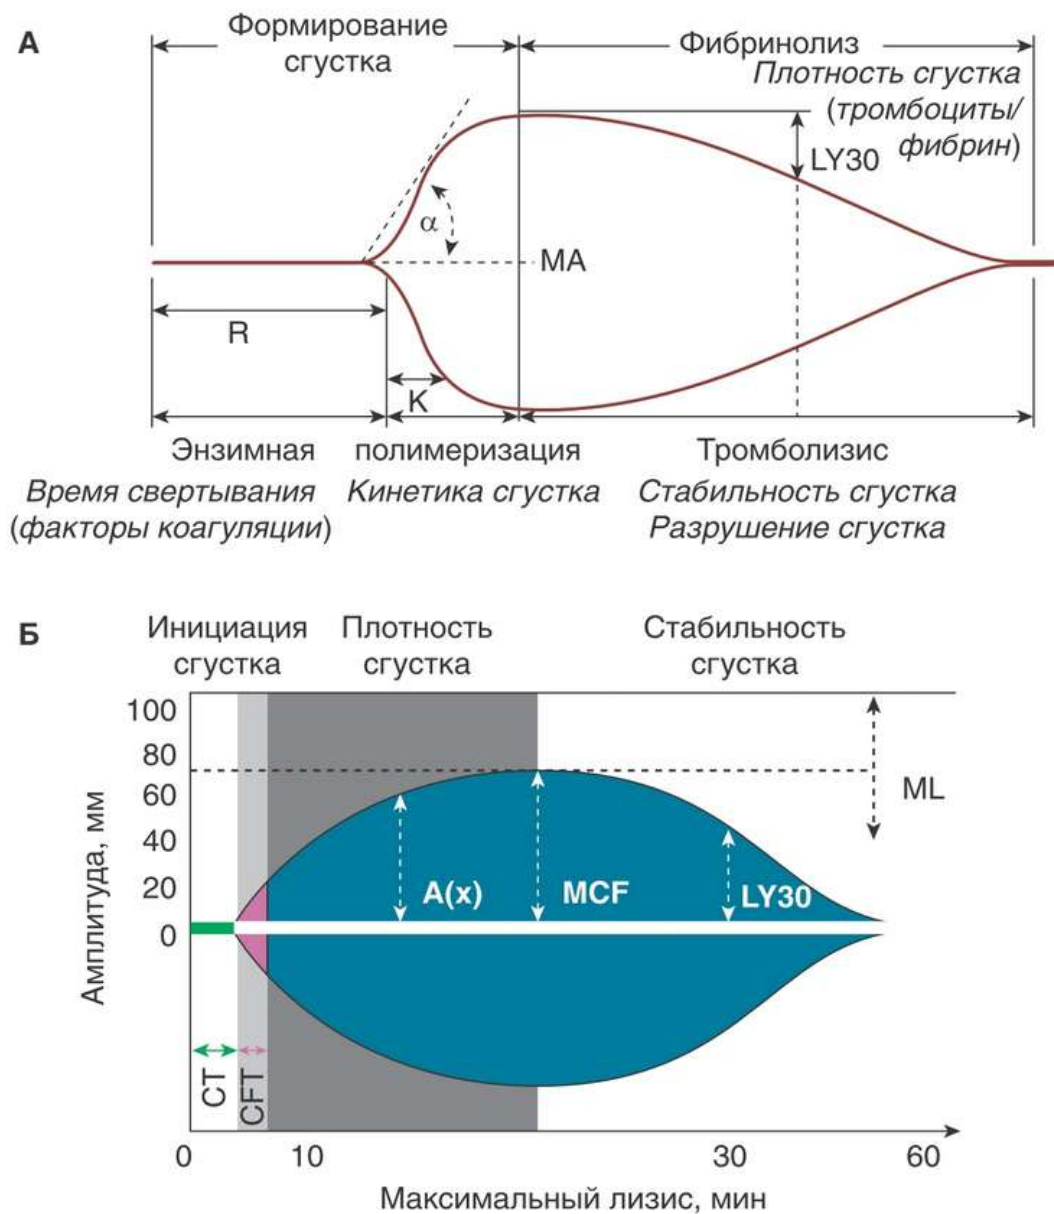 А
Формирование
сгустка
Фибринолиз
Плотность сгустка
(тромбоциты/
фибрин)
LY30
α
MA
R
K
Энзимная
полимеризация
Тромболизис
Время свертывания
(факторы коагуляции)
Кинетика сгустка
Стабильность сгустка
Разрушение сгустка
Б
Инициация
сгустка
Плотность
сгустка
Стабильность
сгустка
Амплитуда, мм
100
80
60
40
20
0
ML
A(x)
MCF
LY30
CT
CFT
0
10
30
60
Максимальный лизис, мин